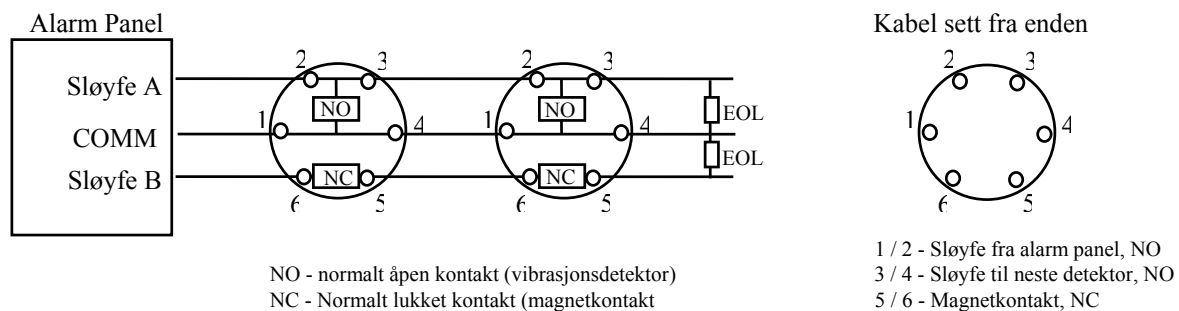 Alarm Panel
Sløyfe A
COMM
Sløyfe B
2 3
NO
1 4
NC
6 5
2 3
NO
1 4
NC
6 5
EOL
EOL
NO - normalt åpen kontakt (vibrasjonsdetektor)
NC - Normalt lukket kontakt (magnetkontakt
Kabel sett fra enden
2 3
1 4
6 5
1 / 2 - Sløyfe fra alarm panel, NO
3 / 4 - Sløyfe til neste detektor, NO
5 / 6 - Magnetkontakt, NC